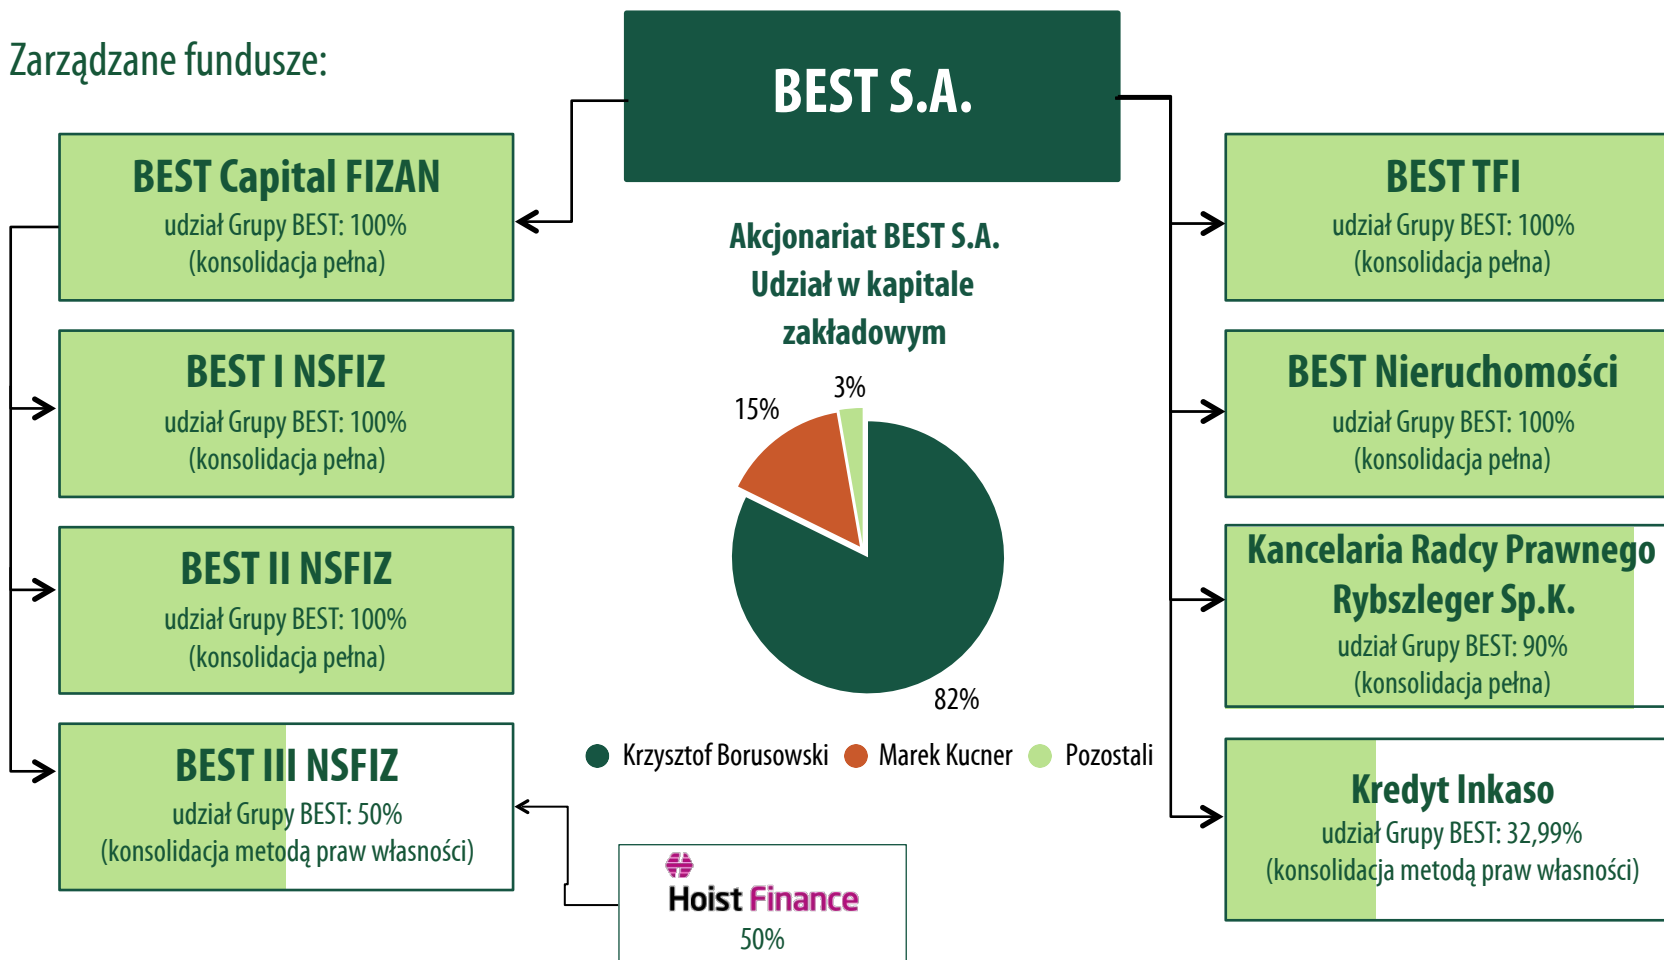 Zarządzane fundusze:
BEST S.A.
BEST Capital FIZAN
udział Grupy BEST: 100%
(konsolidacja pełna)
BEST I NSFIZ
udział Grupy BEST: 100%
(konsolidacja pełna)
BEST II NSFIZ
udział Grupy BEST: 100%
(konsolidacja pełna)
BEST III NSFIZ
udział Grupy BEST: 50%
(konsolidacja metodą praw własności)
Akcjonariat BEST S.A.
Udział w kapitale
zakładowym
3%
15%
82%
Krzysztof Borusowski
Marek Kucner
Pozostali
Hoist Finance
50%
BEST TFI
udział Grupy BEST: 100%
(konsolidacja pełna)
BEST Nieruchomości
udział Grupy BEST: 100%
(konsolidacja pełna)
Kancelaria Radcy Prawnego
Rybszleger Sp.K.
udział Grupy BEST: 90%
(konsolidacja pełna)
Kredyt Inkaso
udział Grupy BEST: 32,99%
(konsolidacja metodą praw własności)